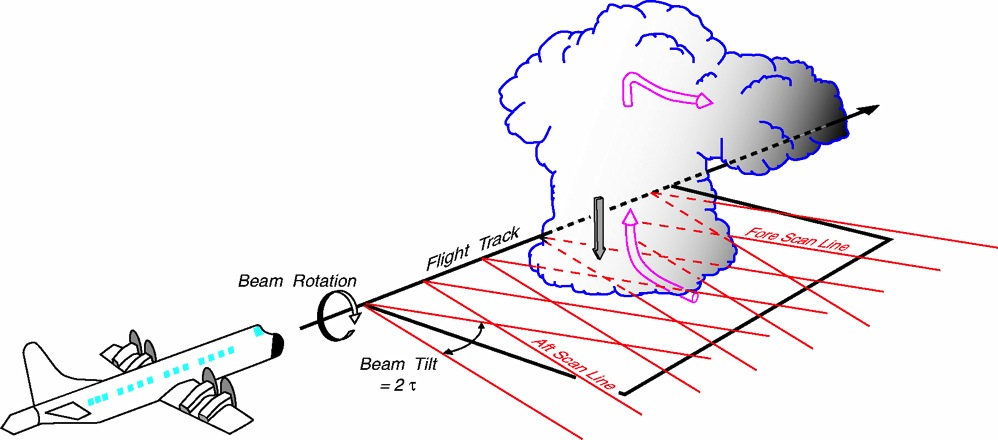 Fore Scan Line
Flight Track
Beam Rotation
Aft Scan Line
Beam Tilt
= 2 τ